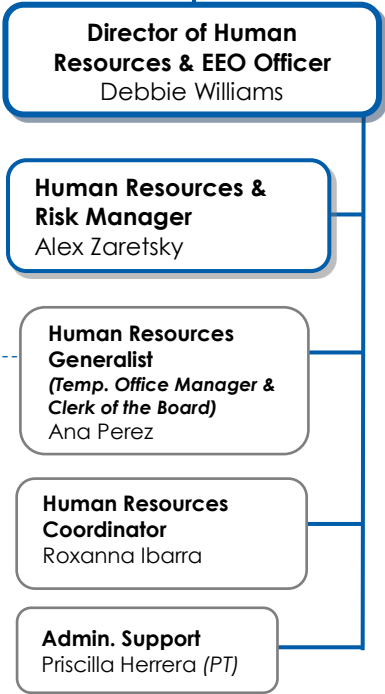 Director of Human
Resources & EEO Officer
Debbie Williams
Human Resources &
Risk Manager
Alex Zaretsky
Human Resources
Generalist
(Temp. Office Manager &
Clerk of the Board)
Ana Perez
Human Resources
Coordinator
Roxanna Ibarra
Admin. Support
Priscilla Herrera (PT)